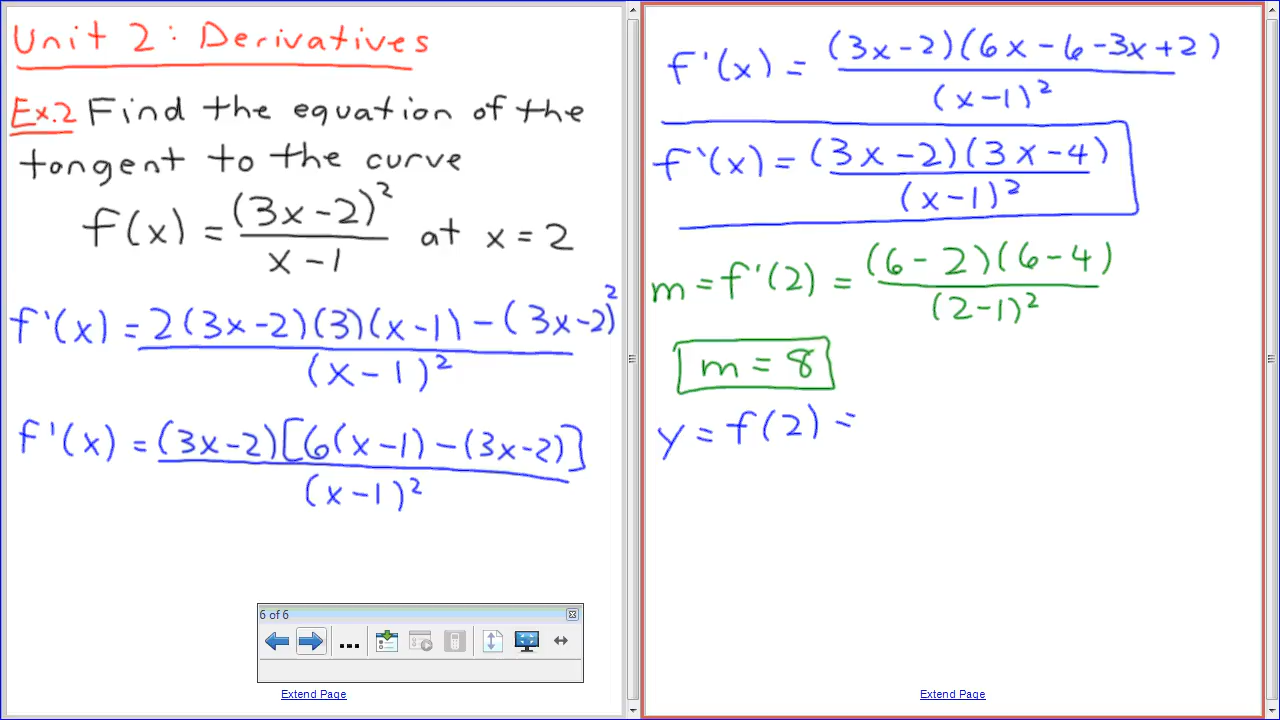 Unit 2: Derivatives
Ex.2 Find the equation of the
tangent to the curve
f(x) = (3x-2)²/(x-1) at x = 2
f'(x) = (2(3x-2)(3)(x-1) - (3x-2)²)/(x-1)²
f'(x) = ((3x-2)[6(x-1)-(3x-2)])/(x-1)²
6 of 6
...
Extend Page
f'(x) = ((3x-2)(6x-6-3x+2))/(x-1)²
f'(x) = ((3x-2)(3x-4))/(x-1)²
m = f'(2) = ((6-2)(6-4))/(2-1)²
m = 8
y = f(2) =
Extend Page